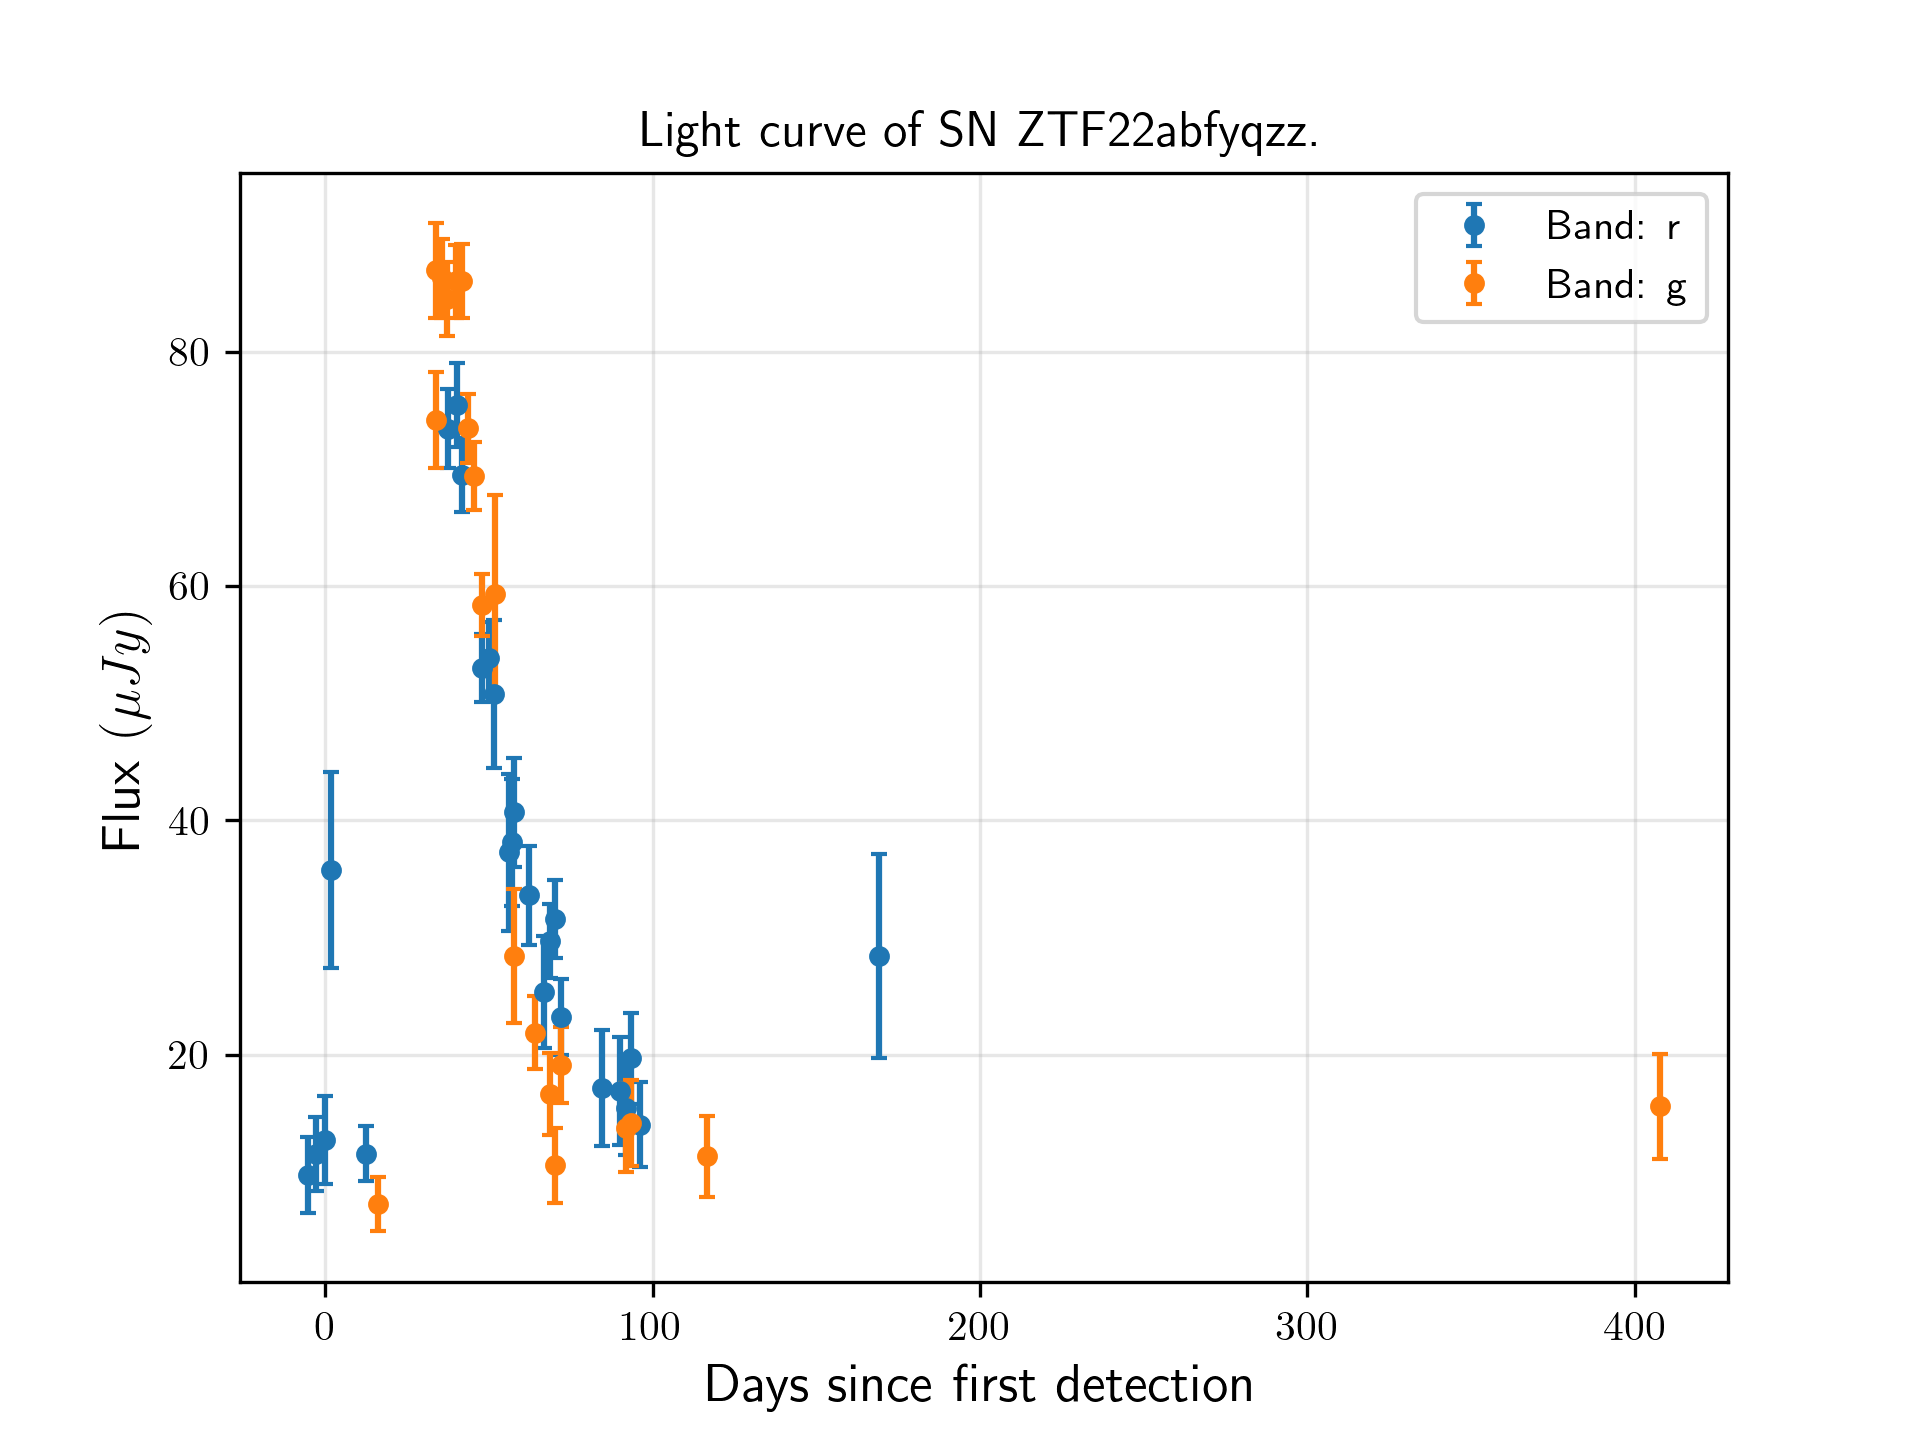 Light curve of SN ZTF22abfyqzz.
Band: r
Band: g
80
60
40
20
Flux (μJy)
0 100 200 300 400
Days since first detection